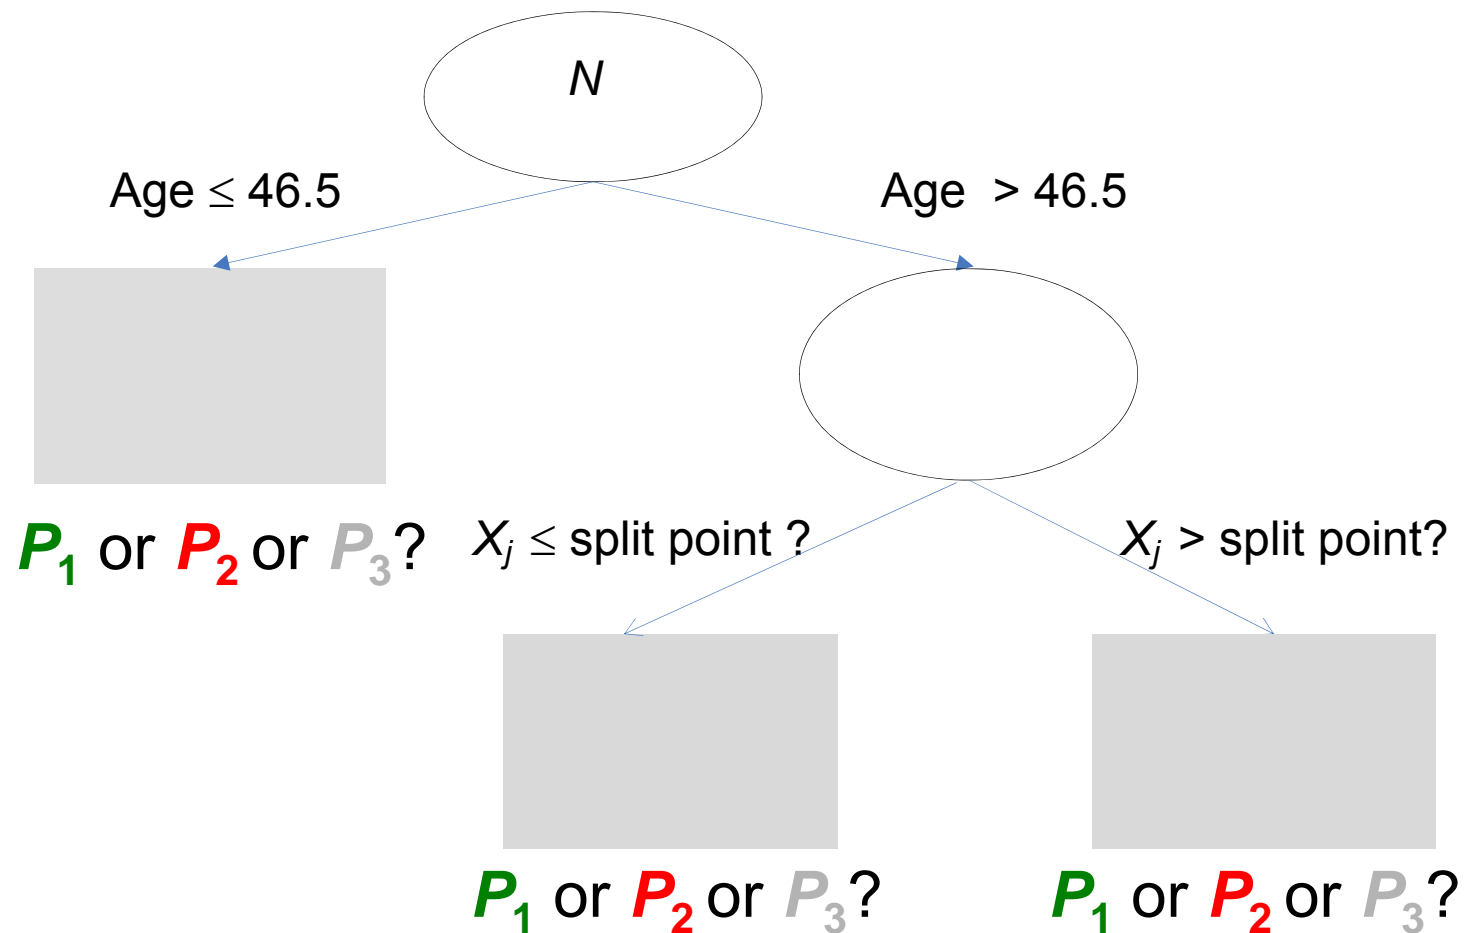 N
Age ≤ 46.5
Age > 46.5
P1 or P2 or P3?
Xj ≤ split point ?
Xj > split point?
P1 or P2 or P3?
P1 or P2 or P3?